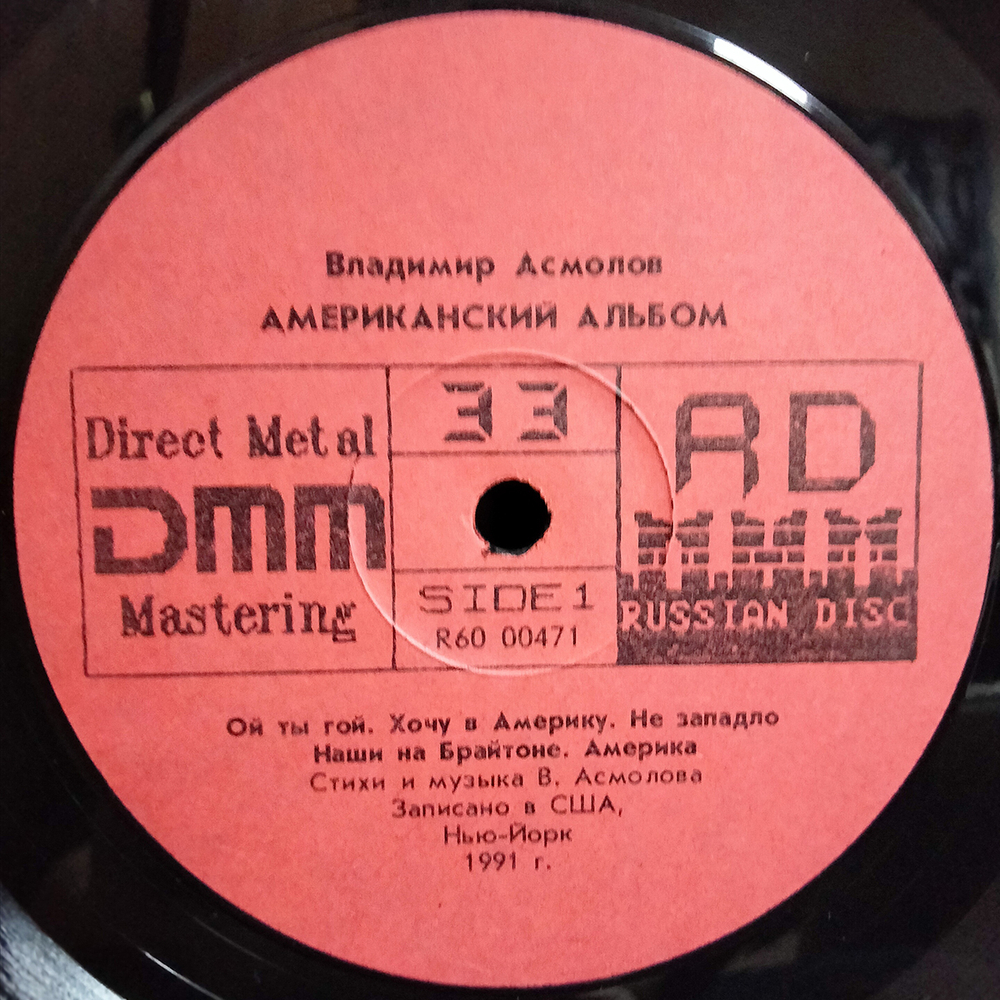 Владимир Асмолов
АМЕРИКАНСКИЙ АЛЬБОМ
Direct Metal
DMM
Mastering
33
SIDE 1
R60 00471
RD
RUSSIAN DISC
Ой ты гой. Хочу в Америку. Не западло
Наши на Брайтоне. Америка
Стихи и музыка В. Асмолова
Записано в США,
Нью-Йорк
1991 г.